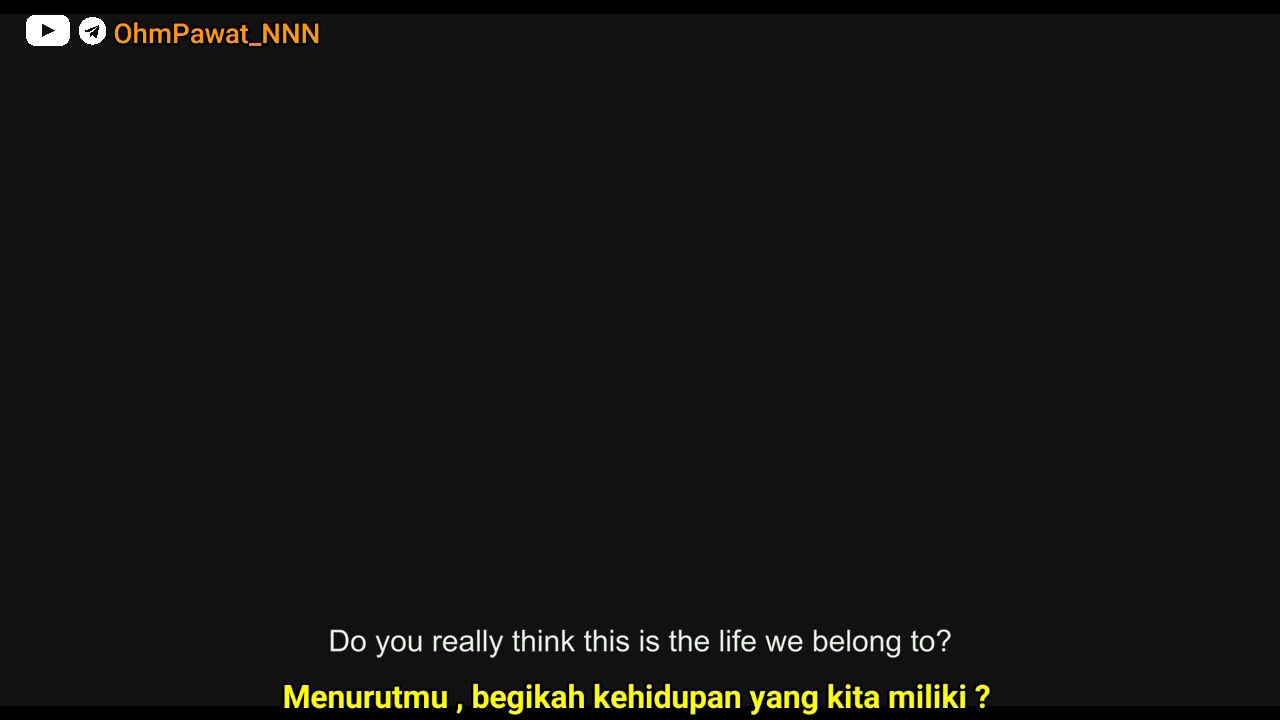 OhmPawat_NNN
Do you really think this is the life we belong to?
Menurutmu , begikah kehidupan yang kita miliki ?